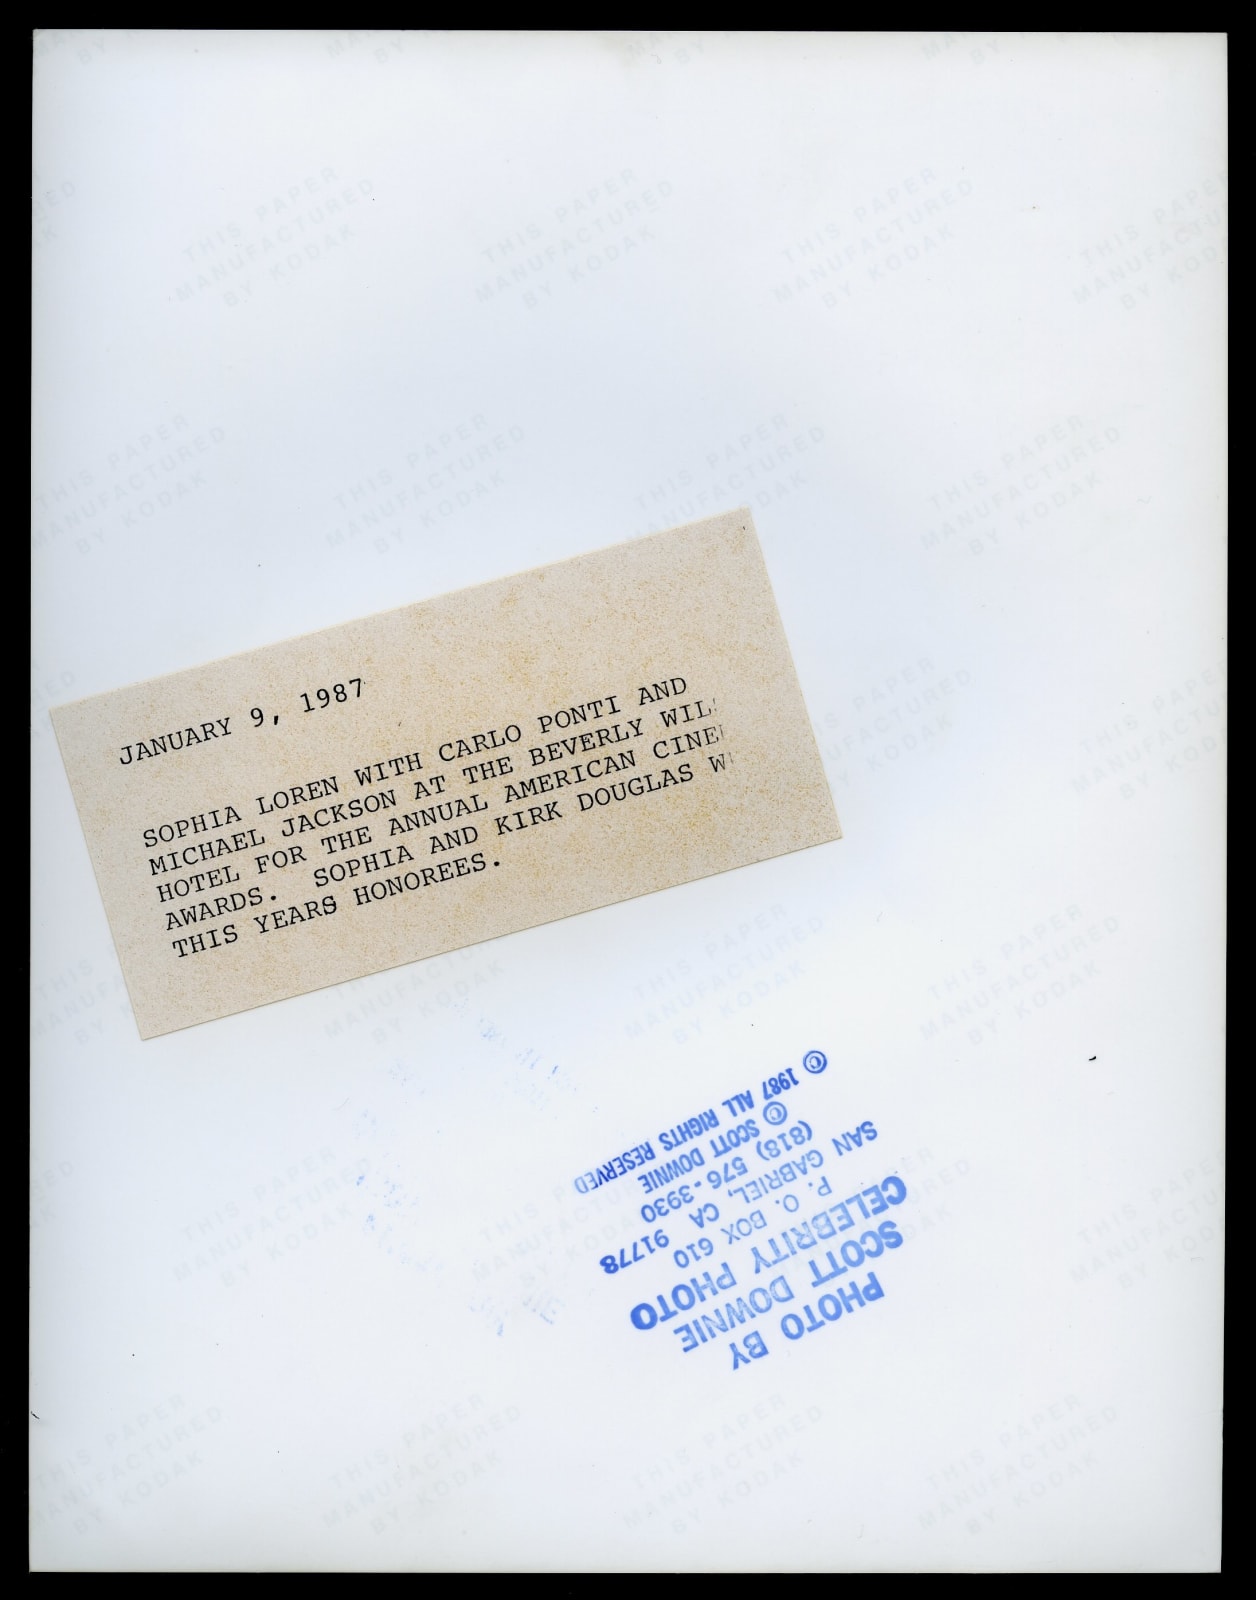 JANUARY 9, 1987
SOPHIA LOREN WITH CARLO PONTI AND
MICHAEL JACKSON AT THE BEVERLY WIL
HOTEL FOR THE ANNUAL AMERICAN CINE
AWARDS. SOPHIA AND KIRK DOUGLAS W
THIS YEARS HONOREES.
PHOTO BY
SCOTT DOWNIE
CELEBRITY PHOTO
P. O. BOX 610
SAN GABRIEL, CA 91778
(818) 576-3930
© SCOTT DOWNIE
© 1987 ALL RIGHTS RESERVED
THIS PAPER
MANUFACTURED
BY KODAK